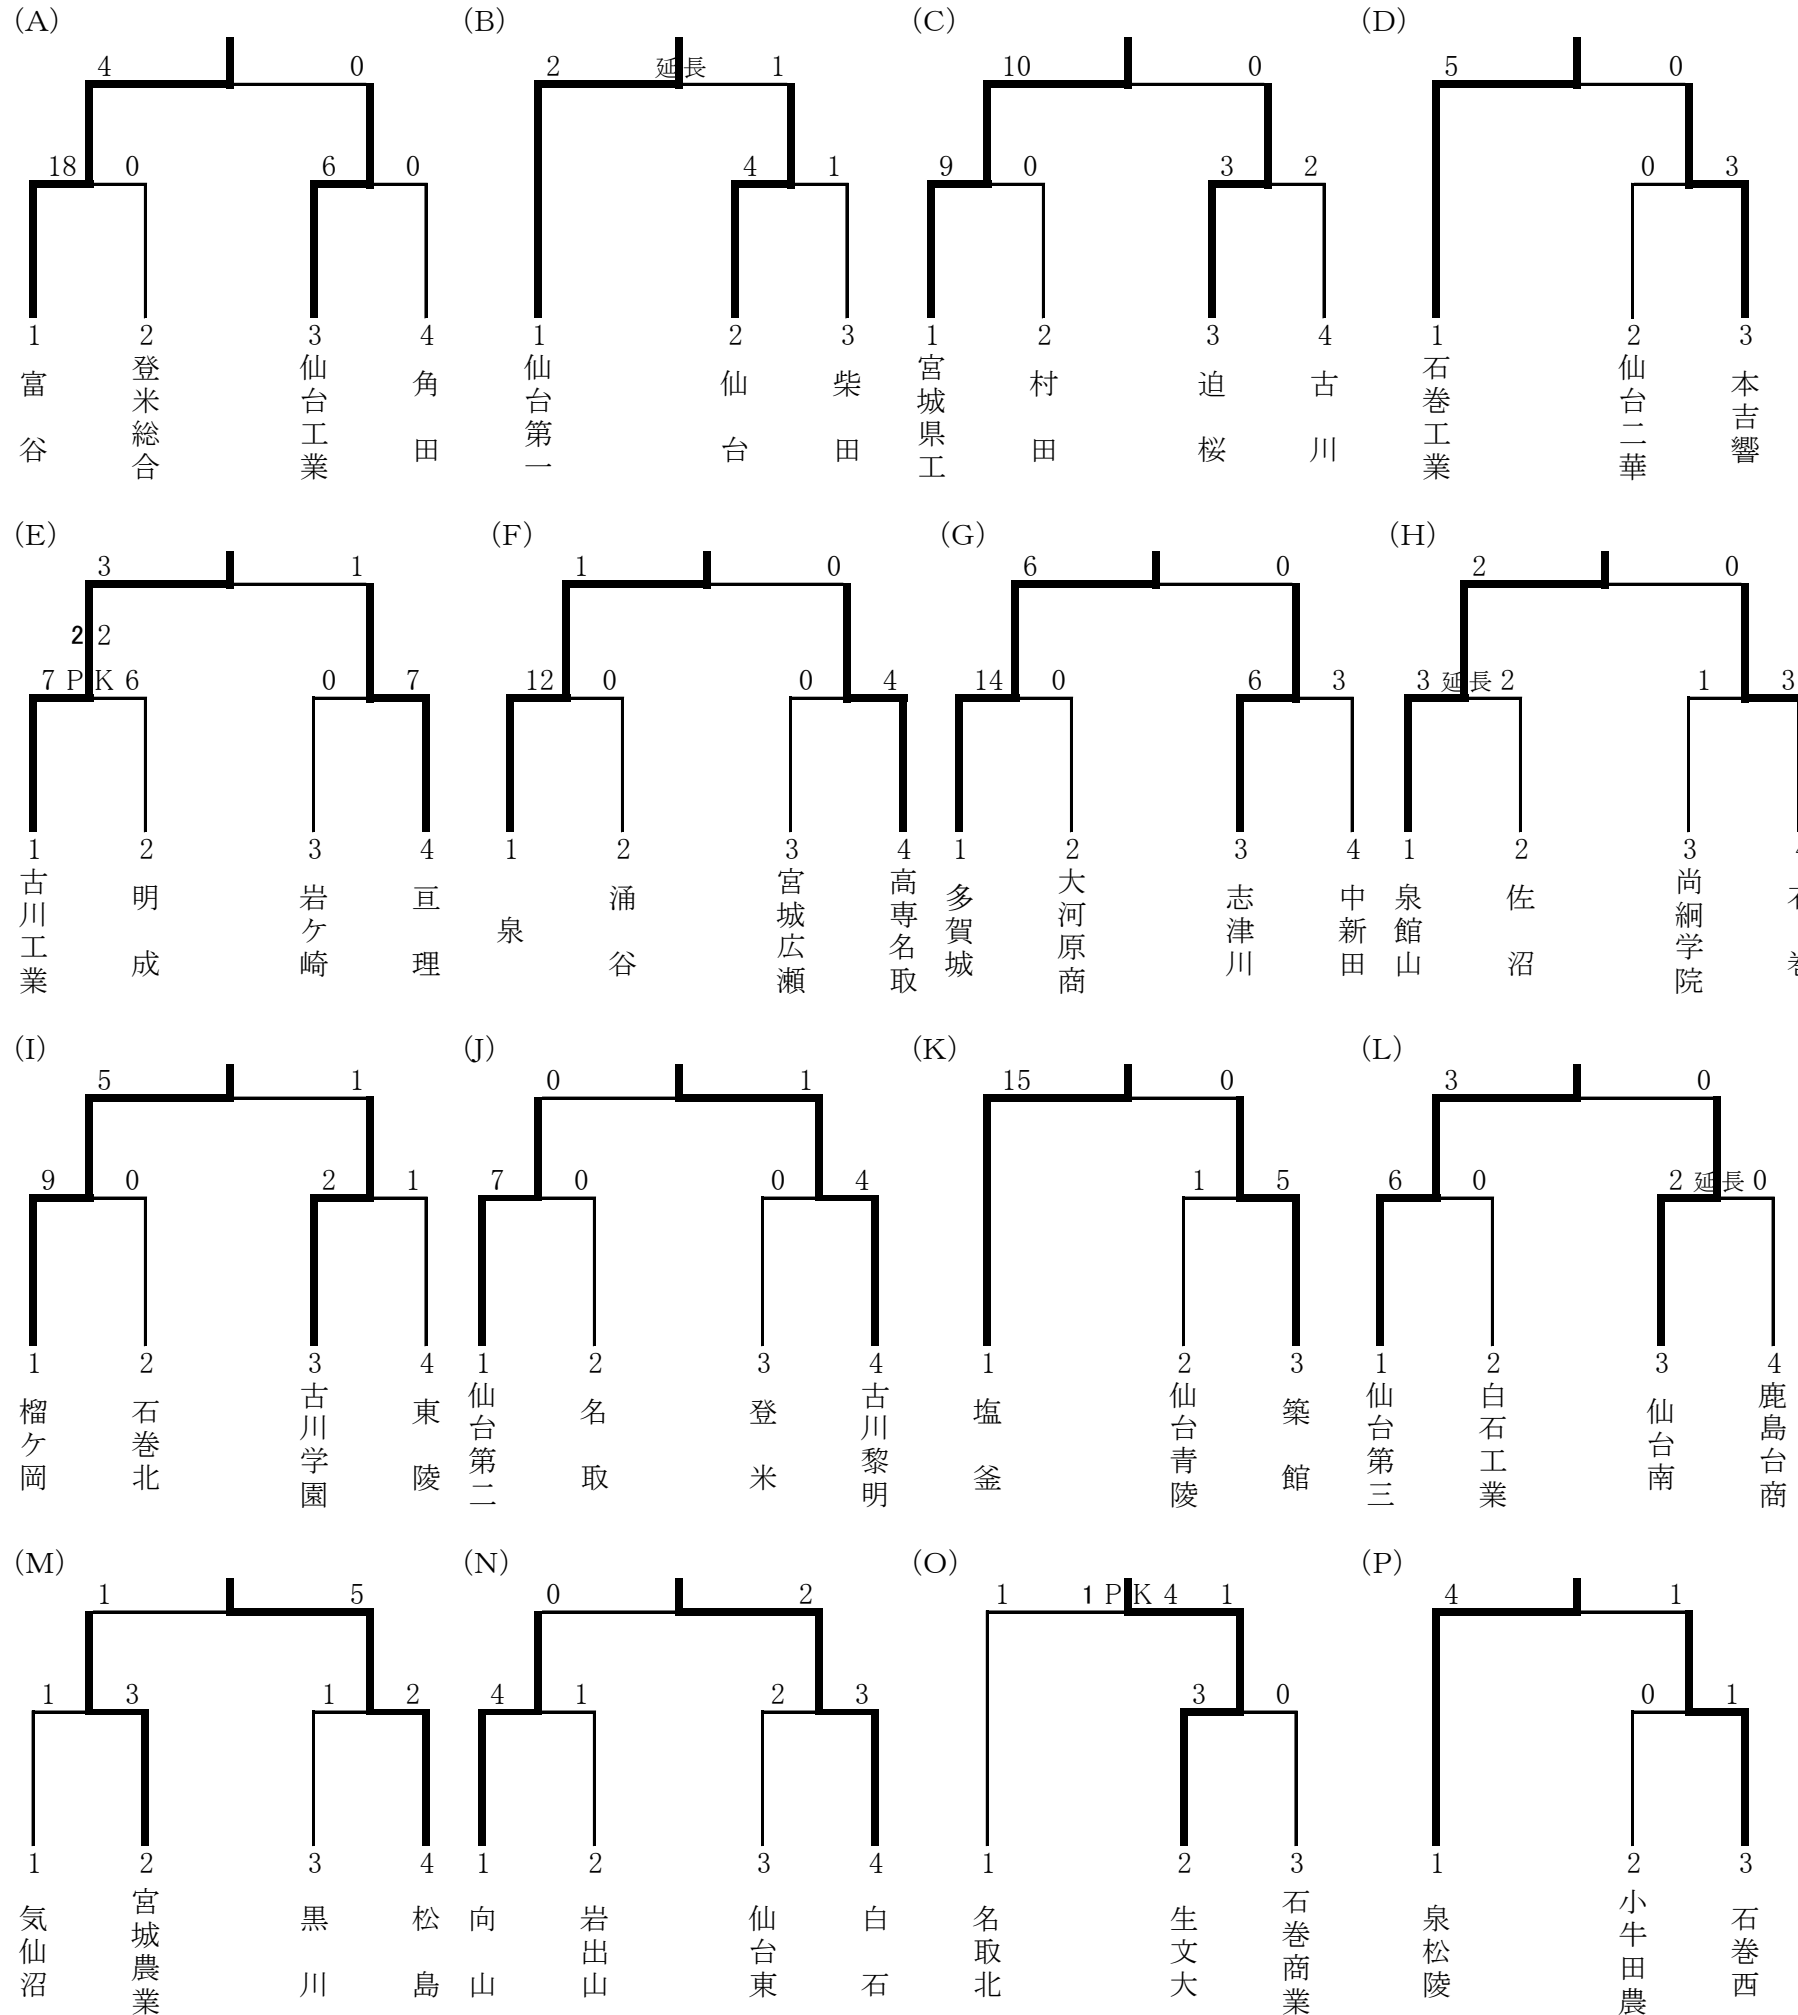 (A) (B) (C) (D)
4 0 2 延長 1 10 0 5 0
18 0 6 0 4 1 9 0 3 2 0 3
1 2 3 4 1 2 3 1 2 3 4 1 2 3
富谷 登米総合 仙台工業 角田 仙台第一 仙台 柴田 宮城県工 村田 迫桜 古川 石巻工業 仙台二華 本吉響
(E) (F) (G) (H)
3 1 1 0 6 0 2 0
2 2
7 PK 6 0 7 12 0 0 4 14 0 6 3 3 延長 2 1 3
1 2 3 4 1 2 3 4 1 2 3 4 1 2 3
古川工業 明成 岩ケ崎 亘理 泉 涌谷 宮城広瀬 高専名取 多賀城 大河原商 志津川 中新田 泉館山 佐沼 尚絅学院
(I) (J) (K) (L)
5 1 0 1 15 0 3 0
9 0 2 1 7 0 0 4 1 5 6 0 2 延長 0
1 2 3 4 1 2 3 4 1 2 3 1 2 3 4
榴ケ岡 石巻北 古川学園 東陵 仙台第二 名取 登米 古川黎明 塩釜 仙台青陵 築館 仙台第三 白石工業 仙台南 鹿島台商
(M) (N) (O) (P)
1 5 0 2 1 1 PK 4 1 4 1
1 3 1 2 4 1 2 3 3 0 0 1
1 2 3 4 1 2 3 4 1 2 3 1 2 3
気仙沼 宮城農業 黒川 松島 向山 岩出山 仙台東 白石 名取北 生文大 石巻商業 泉松陵 小牛田農 石巻西